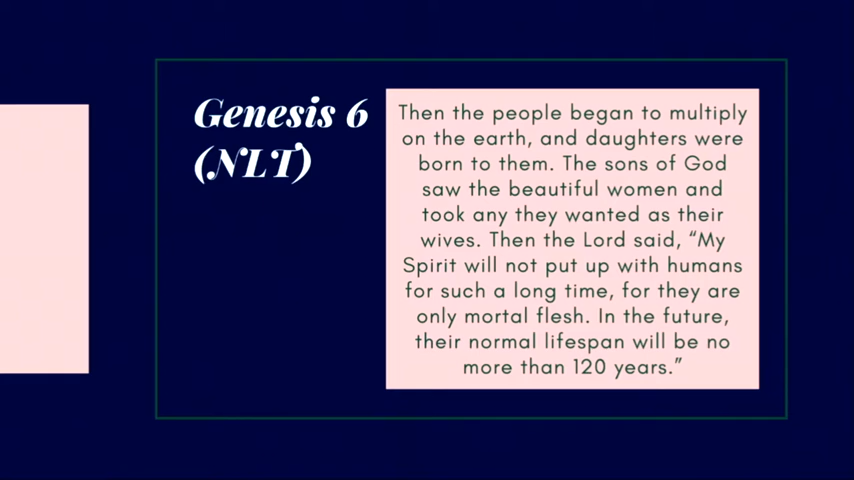 Genesis 6
(NLT)
Then the people began to multiply
on the earth, and daughters were
born to them. The sons of God
saw the beautiful women and
took any they wanted as their
wives. Then the Lord said, “My
Spirit will not put up with humans
for such a long time, for they are
only mortal flesh. In the future,
their normal lifespan will be no
more than 120 years.”